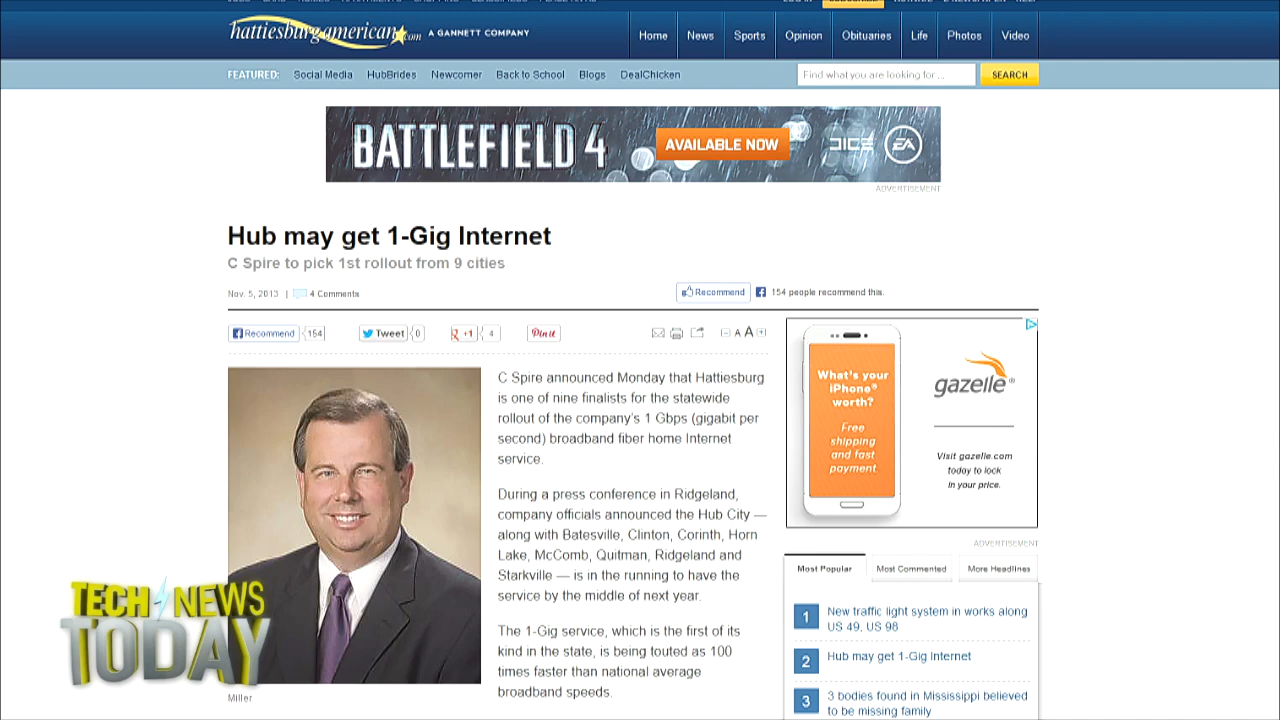 hattiesburgamerican.com A GANNETT COMPANY
Home News Sports Opinion Obituaries Life Photos Video
FEATURED: Social Media HubBrides Newcomer Back to School Blogs DealChicken
Find what you are looking for ... SEARCH
BATTLEFIELD 4 AVAILABLE NOW DICE EA
ADVERTISEMENT
Hub may get 1-Gig Internet
C Spire to pick 1st rollout from 9 cities
Nov. 5, 2013 | 4 Comments
Recommend 154 people recommend this.
Recommend 154 Tweet 0 +1 4 Pin it
A A
C Spire announced Monday that Hattiesburg
is one of nine finalists for the statewide
rollout of the company's 1 Gbps (gigabit per
second) broadband fiber home Internet
service.
During a press conference in Ridgeland,
company officials announced the Hub City —
along with Batesville, Clinton, Corinth, Horn
Lake, McComb, Quitman, Ridgeland and
Starkville — is in the running to have the
service by the middle of next year.
The 1-Gig service, which is the first of its
kind in the state, is being touted as 100
times faster than national average
broadband speeds.
Miller
TECH NEWS
TODAY
What's your
iPhone®
worth?
Free
shipping
and fast
payment
gazelle®
Visit gazelle.com
today to lock
in your price.
ADVERTISEMENT
Most Popular Most Commented More Headlines
1 New traffic light system in works along
US 49, US 98
2 Hub may get 1-Gig Internet
3 3 bodies found in Mississippi believed
to be missing family